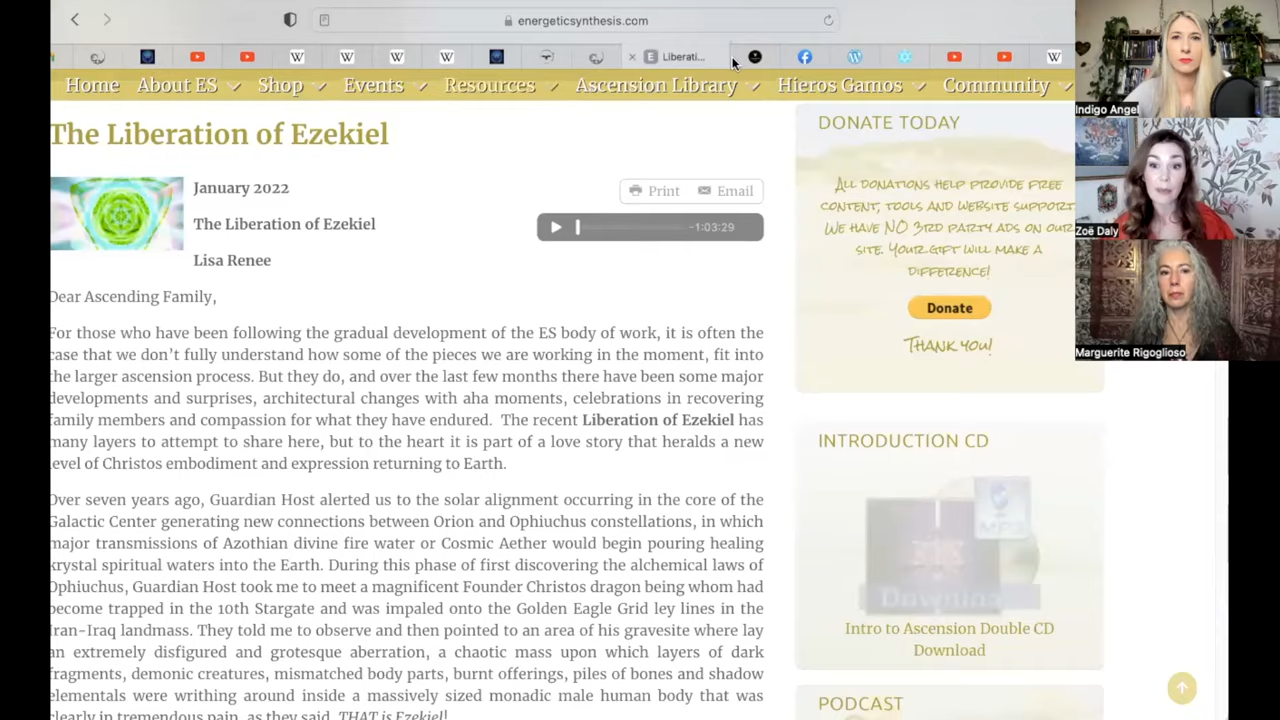 energeticsynthesis.com
Liberati...
Home About ES Shop Events Resources Ascension Library Hieros Gamos Community
The Liberation of Ezekiel
January 2022
Print Email
The Liberation of Ezekiel
-1:03:29
Lisa Renee
Dear Ascending Family,
For those who have been following the gradual development of the ES body of work, it is often the
case that we don't fully understand how some of the pieces we are working in the moment, fit into
the larger ascension process. But they do, and over the last few months there have been some major
developments and surprises, architectural changes with aha moments, celebrations in recovering
family members and compassion for what they have endured. The recent Liberation of Ezekiel has
many layers to attempt to share here, but to the heart it is part of a love story that heralds a new
level of Christos embodiment and expression returning to Earth.
Over seven years ago, Guardian Host alerted us to the solar alignment occurring in the core of the
Galactic Center generating new connections between Orion and Ophiuchus constellations, in which
major transmissions of Azothian divine fire water or Cosmic Aether would begin pouring healing
krystal spiritual waters into the Earth. During this phase of first discovering the alchemical laws of
Ophiuchus, Guardian Host took me to meet a magnificent Founder Christos dragon being whom had
become trapped in the 10th Stargate and was impaled onto the Golden Eagle Grid ley lines in the
Iran-Iraq landmass. They told me to observe and then pointed to an area of his gravesite where lay
an extremely disfigured and grotesque aberration, a chaotic mass upon which layers of dark
fragments, demonic creatures, mismatched body parts, burnt offerings, piles of bones and shadow
elementals were writhing around inside a massively sized monadic male human body that was
clearly in tremendous pain, as they said, THAT is Ezekiel!
DONATE TODAY
All donations help provide free
content, tools and website support.
We have NO 3rd party ads on our
site. Your gift will make a
difference!
Donate
Thank you!
INTRODUCTION CD
MP3
Download
Intro to Ascension Double CD
Download
PODCAST
Indigo Angel
Zoë Daly
Marguerite Rigoglioso